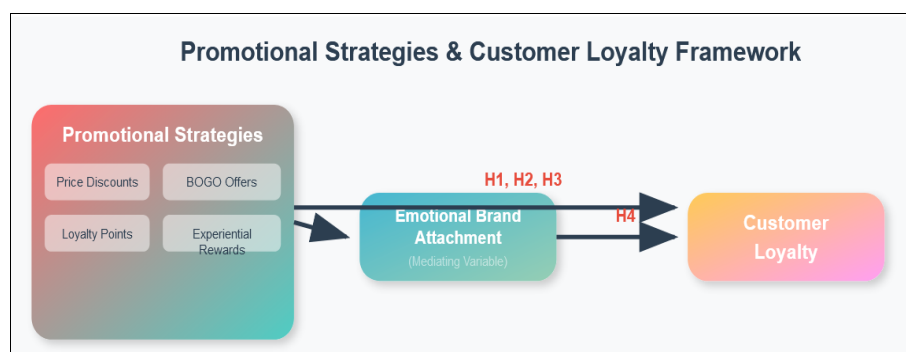 Promotional Strategies & Customer Loyalty Framework
Promotional Strategies
Price Discounts
BOGO Offers
Loyalty Points
Experiential
Rewards
H1, H2, H3
Emotional Brand
Attachment
(Mediating Variable)
H4
Customer
Loyalty